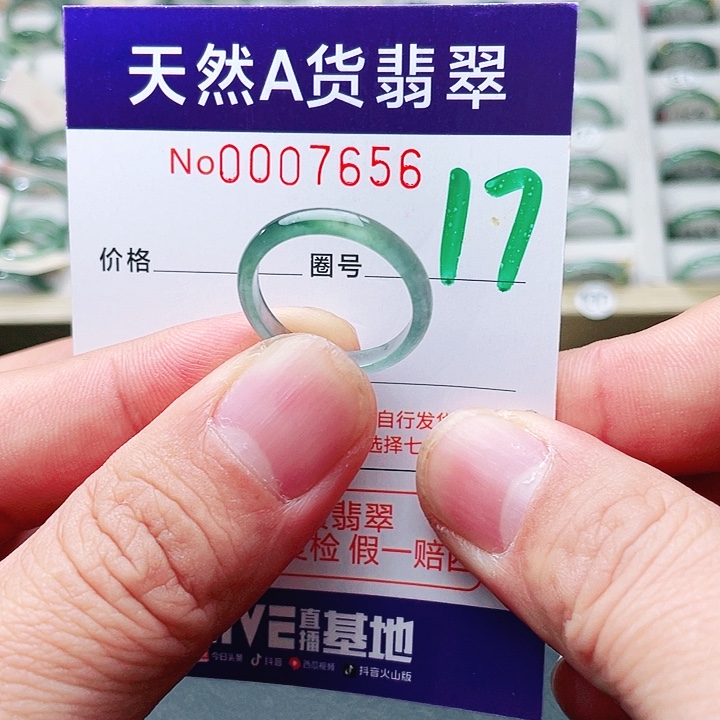 天然A货翡翠
No0007656
17
价格 圈号
自行发货
选择七
翡翠
检 假一赔
直播基地
今日头条 抖音 西瓜视频 抖音火山版